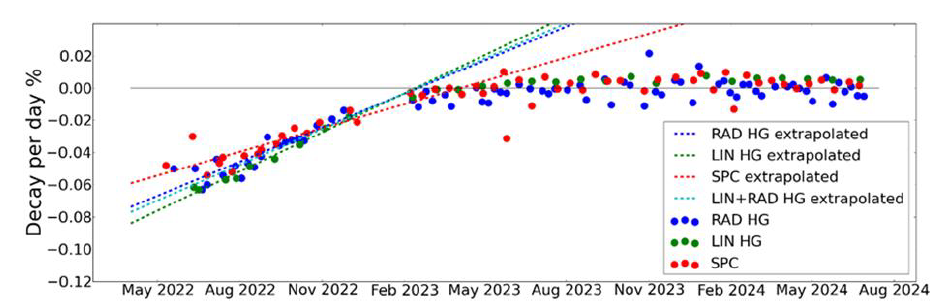 Decay per day %
0.02
0.00
−0.02
−0.04
−0.06
−0.08
−0.10
−0.12
RAD HG extrapolated
LIN HG extrapolated
SPC extrapolated
LIN+RAD HG extrapolated
RAD HG
LIN HG
SPC
May 2022 Aug 2022 Nov 2022 Feb 2023 May 2023 Aug 2023 Nov 2023 Feb 2024 May 2024 Aug 2024